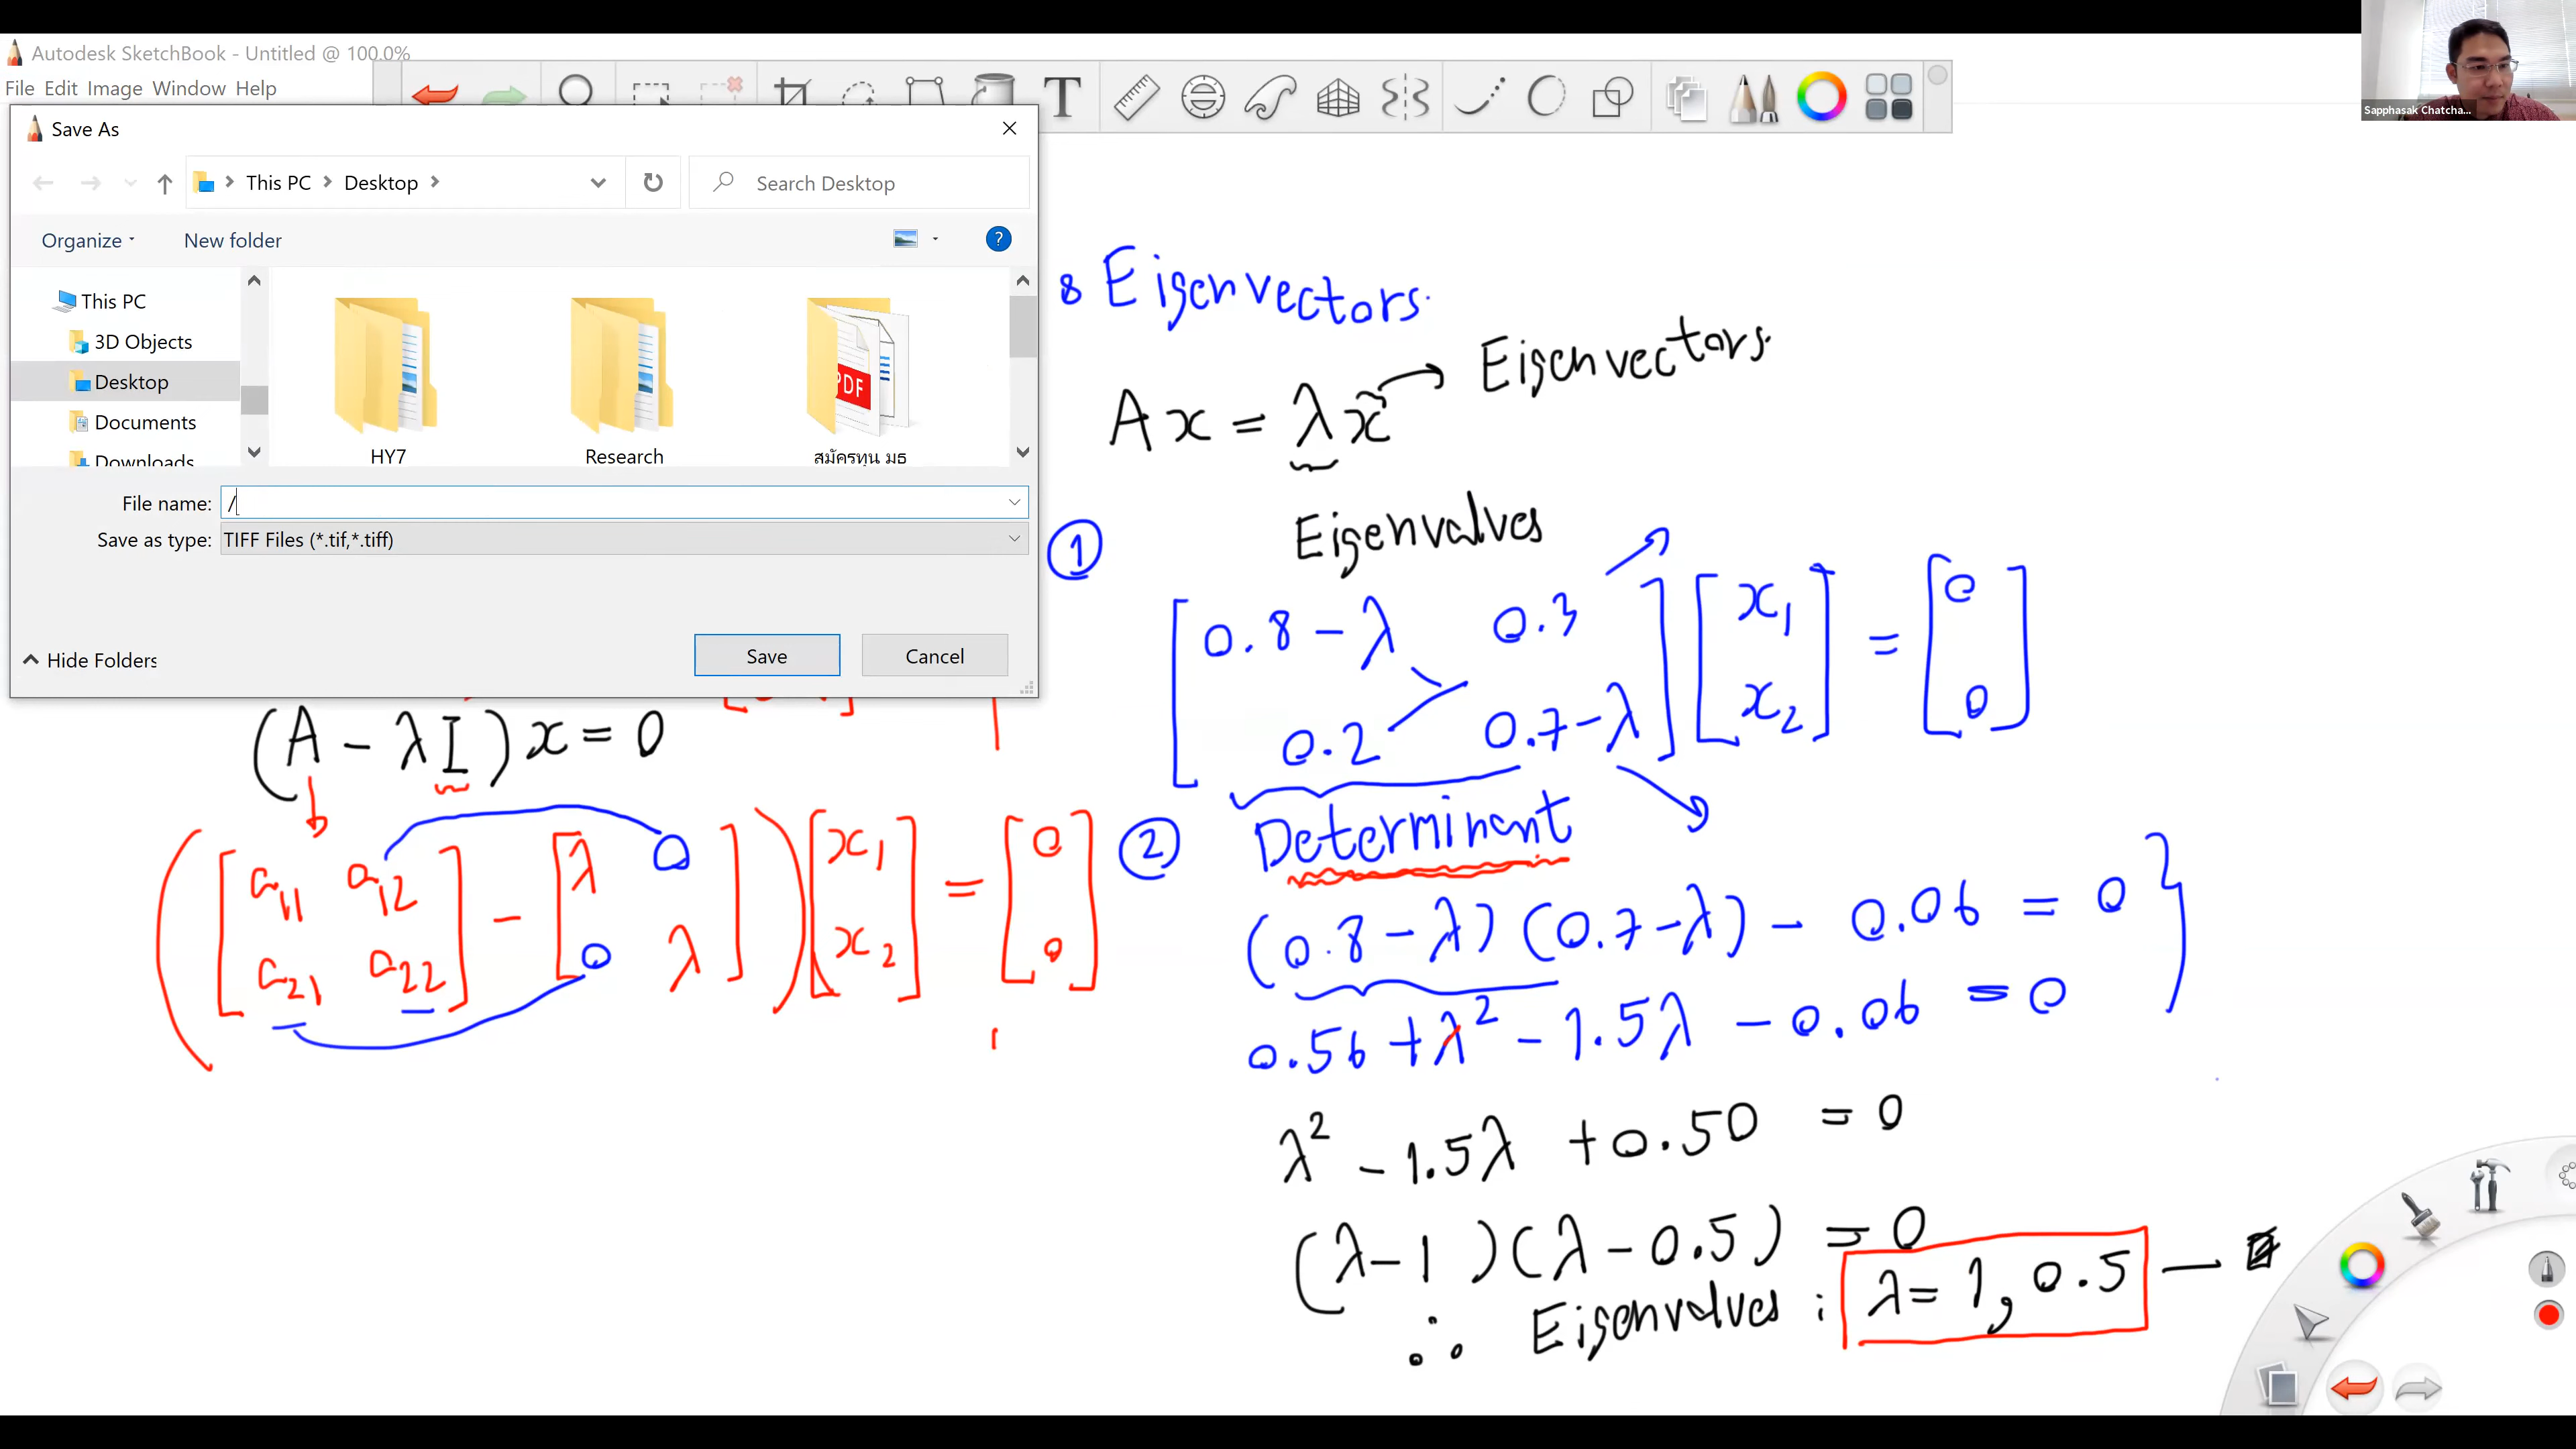 Autodesk SketchBook - Untitled @ 100.0%
File Edit Image Window Help
Sapphasak Chatcha...
Save As
This PC > Desktop >
Search Desktop
Organize
New folder
This PC
3D Objects
Desktop
Documents
Downloads
HY7
Research
สมัครทุน มธ
File name: /
Save as type: TIFF Files (*.tif,*.tiff)
Hide Folders
Save
Cancel
& Eigenvectors
Ax = λx → Eigenvectors
Eigenvalues
① [0.8 - λ 0.3
0.2 0.7 - λ] [x₁
x₂] = [0
0]
(A - λI)x = 0
([a₁₁ a₁₂
a₂₁ a₂₂] - [λ 0
0 λ]) [x₁
x₂] = [0
0]
② Determinant
(0.8 - λ)(0.7 - λ) - 0.06 = 0
0.56 + λ² - 1.5λ - 0.06 = 0
λ² - 1.5λ + 0.50 = 0
(λ - 1)(λ - 0.5) = 0
∴ Eigenvalues : λ = 1, 0.5